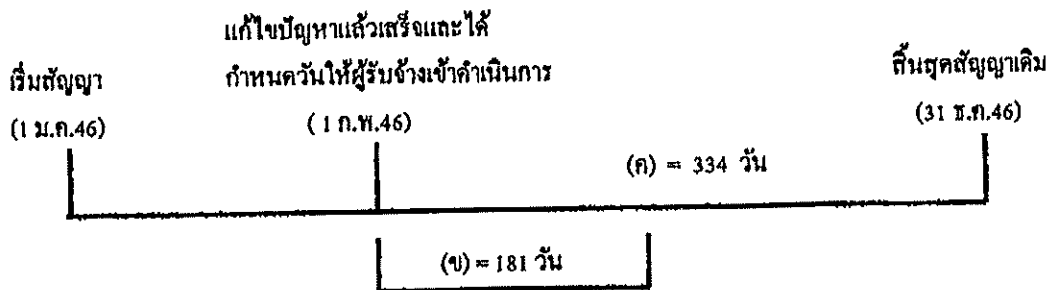 แก้ไขปัญหาแล้วเสร็จและได้
เริ่มสัญญา กำหนดวันให้ผู้รับจ้างเข้าดำเนินการ สิ้นสุดสัญญาเดิม
(1 ม.ค.46) (1 ก.พ.46) (31 ธ.ค.46)
(ค) = 334 วัน
(ข) = 181 วัน